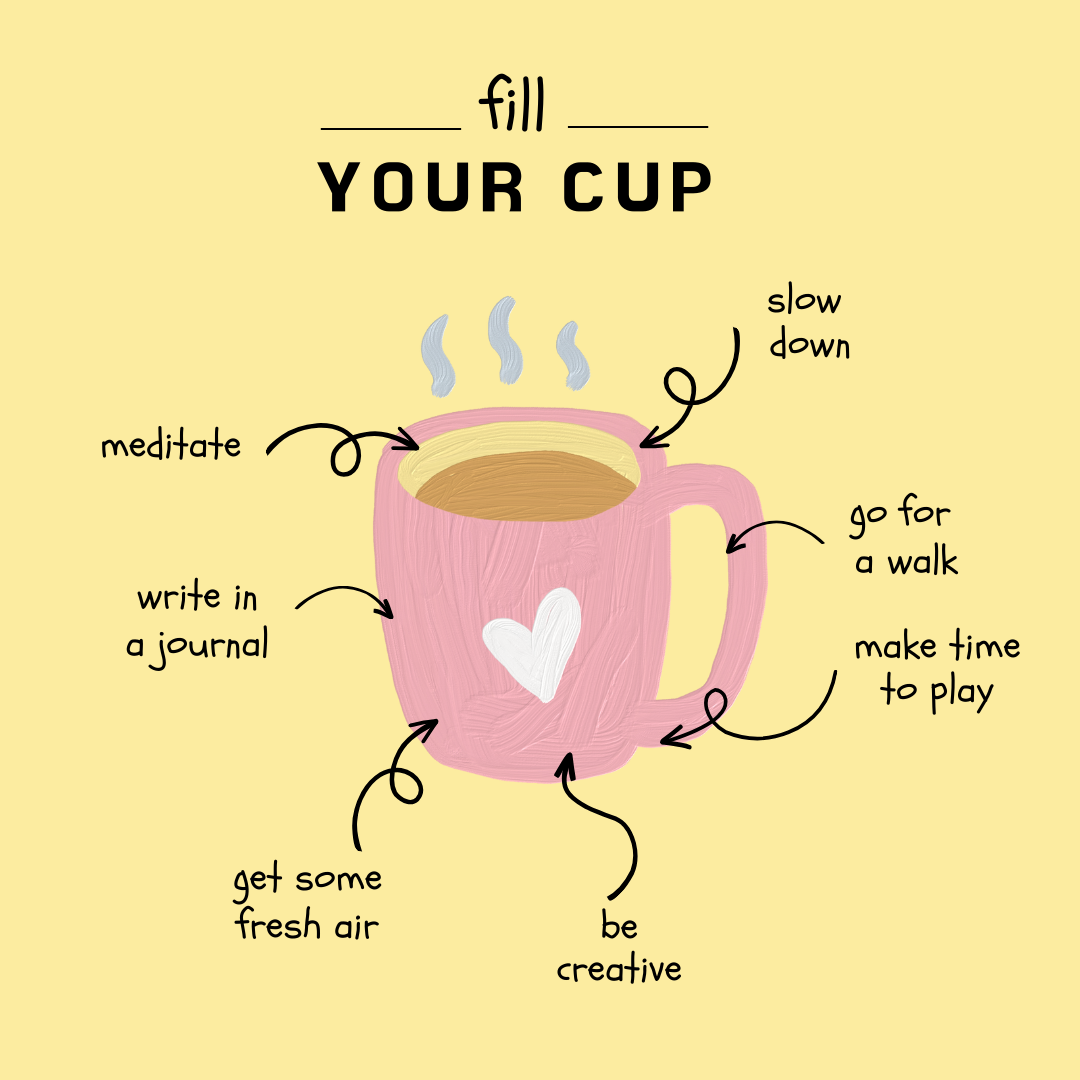 fill
YOUR CUP
slow
down
meditate
go for
a walk
write in
a journal
make time
to play
get some
fresh air
be
creative